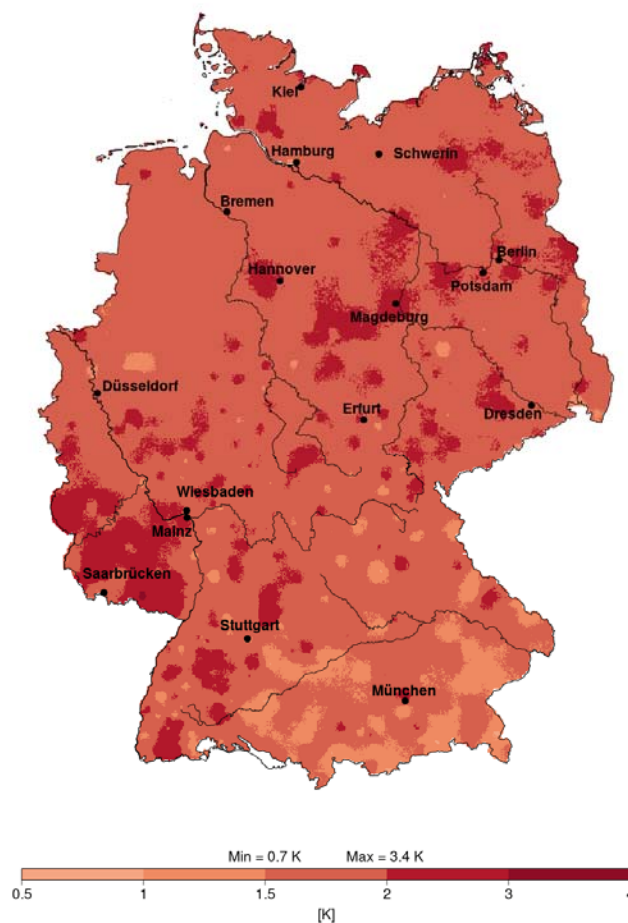 Kiel
Hamburg
Schwerin
Bremen
Berlin
Hannover
Potsdam
Magdeburg
Düsseldorf
Erfurt
Dresden
Wiesbaden
Mainz
Saarbrücken
Stuttgart
München
Min = 0.7 K Max = 3.4 K
0.5 1 1.5 2 3
[K]